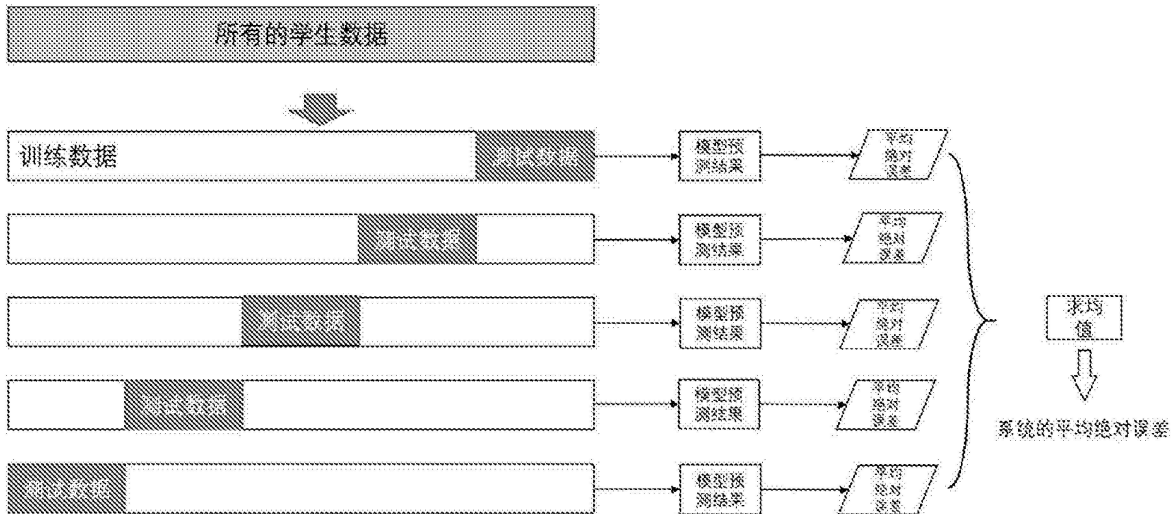 所有的学生数据
训练数据
测试数据
模型预
测结果
平均
绝对
误差
测试数据
模型预
测结果
平均
绝对
误差
测试数据
模型预
测结果
平均
绝对
误差
求均
值
测试数据
模型预
测结果
平均
绝对
误差
系统的平均绝对误差
测试数据
模型预
测结果
平均
绝对
误差